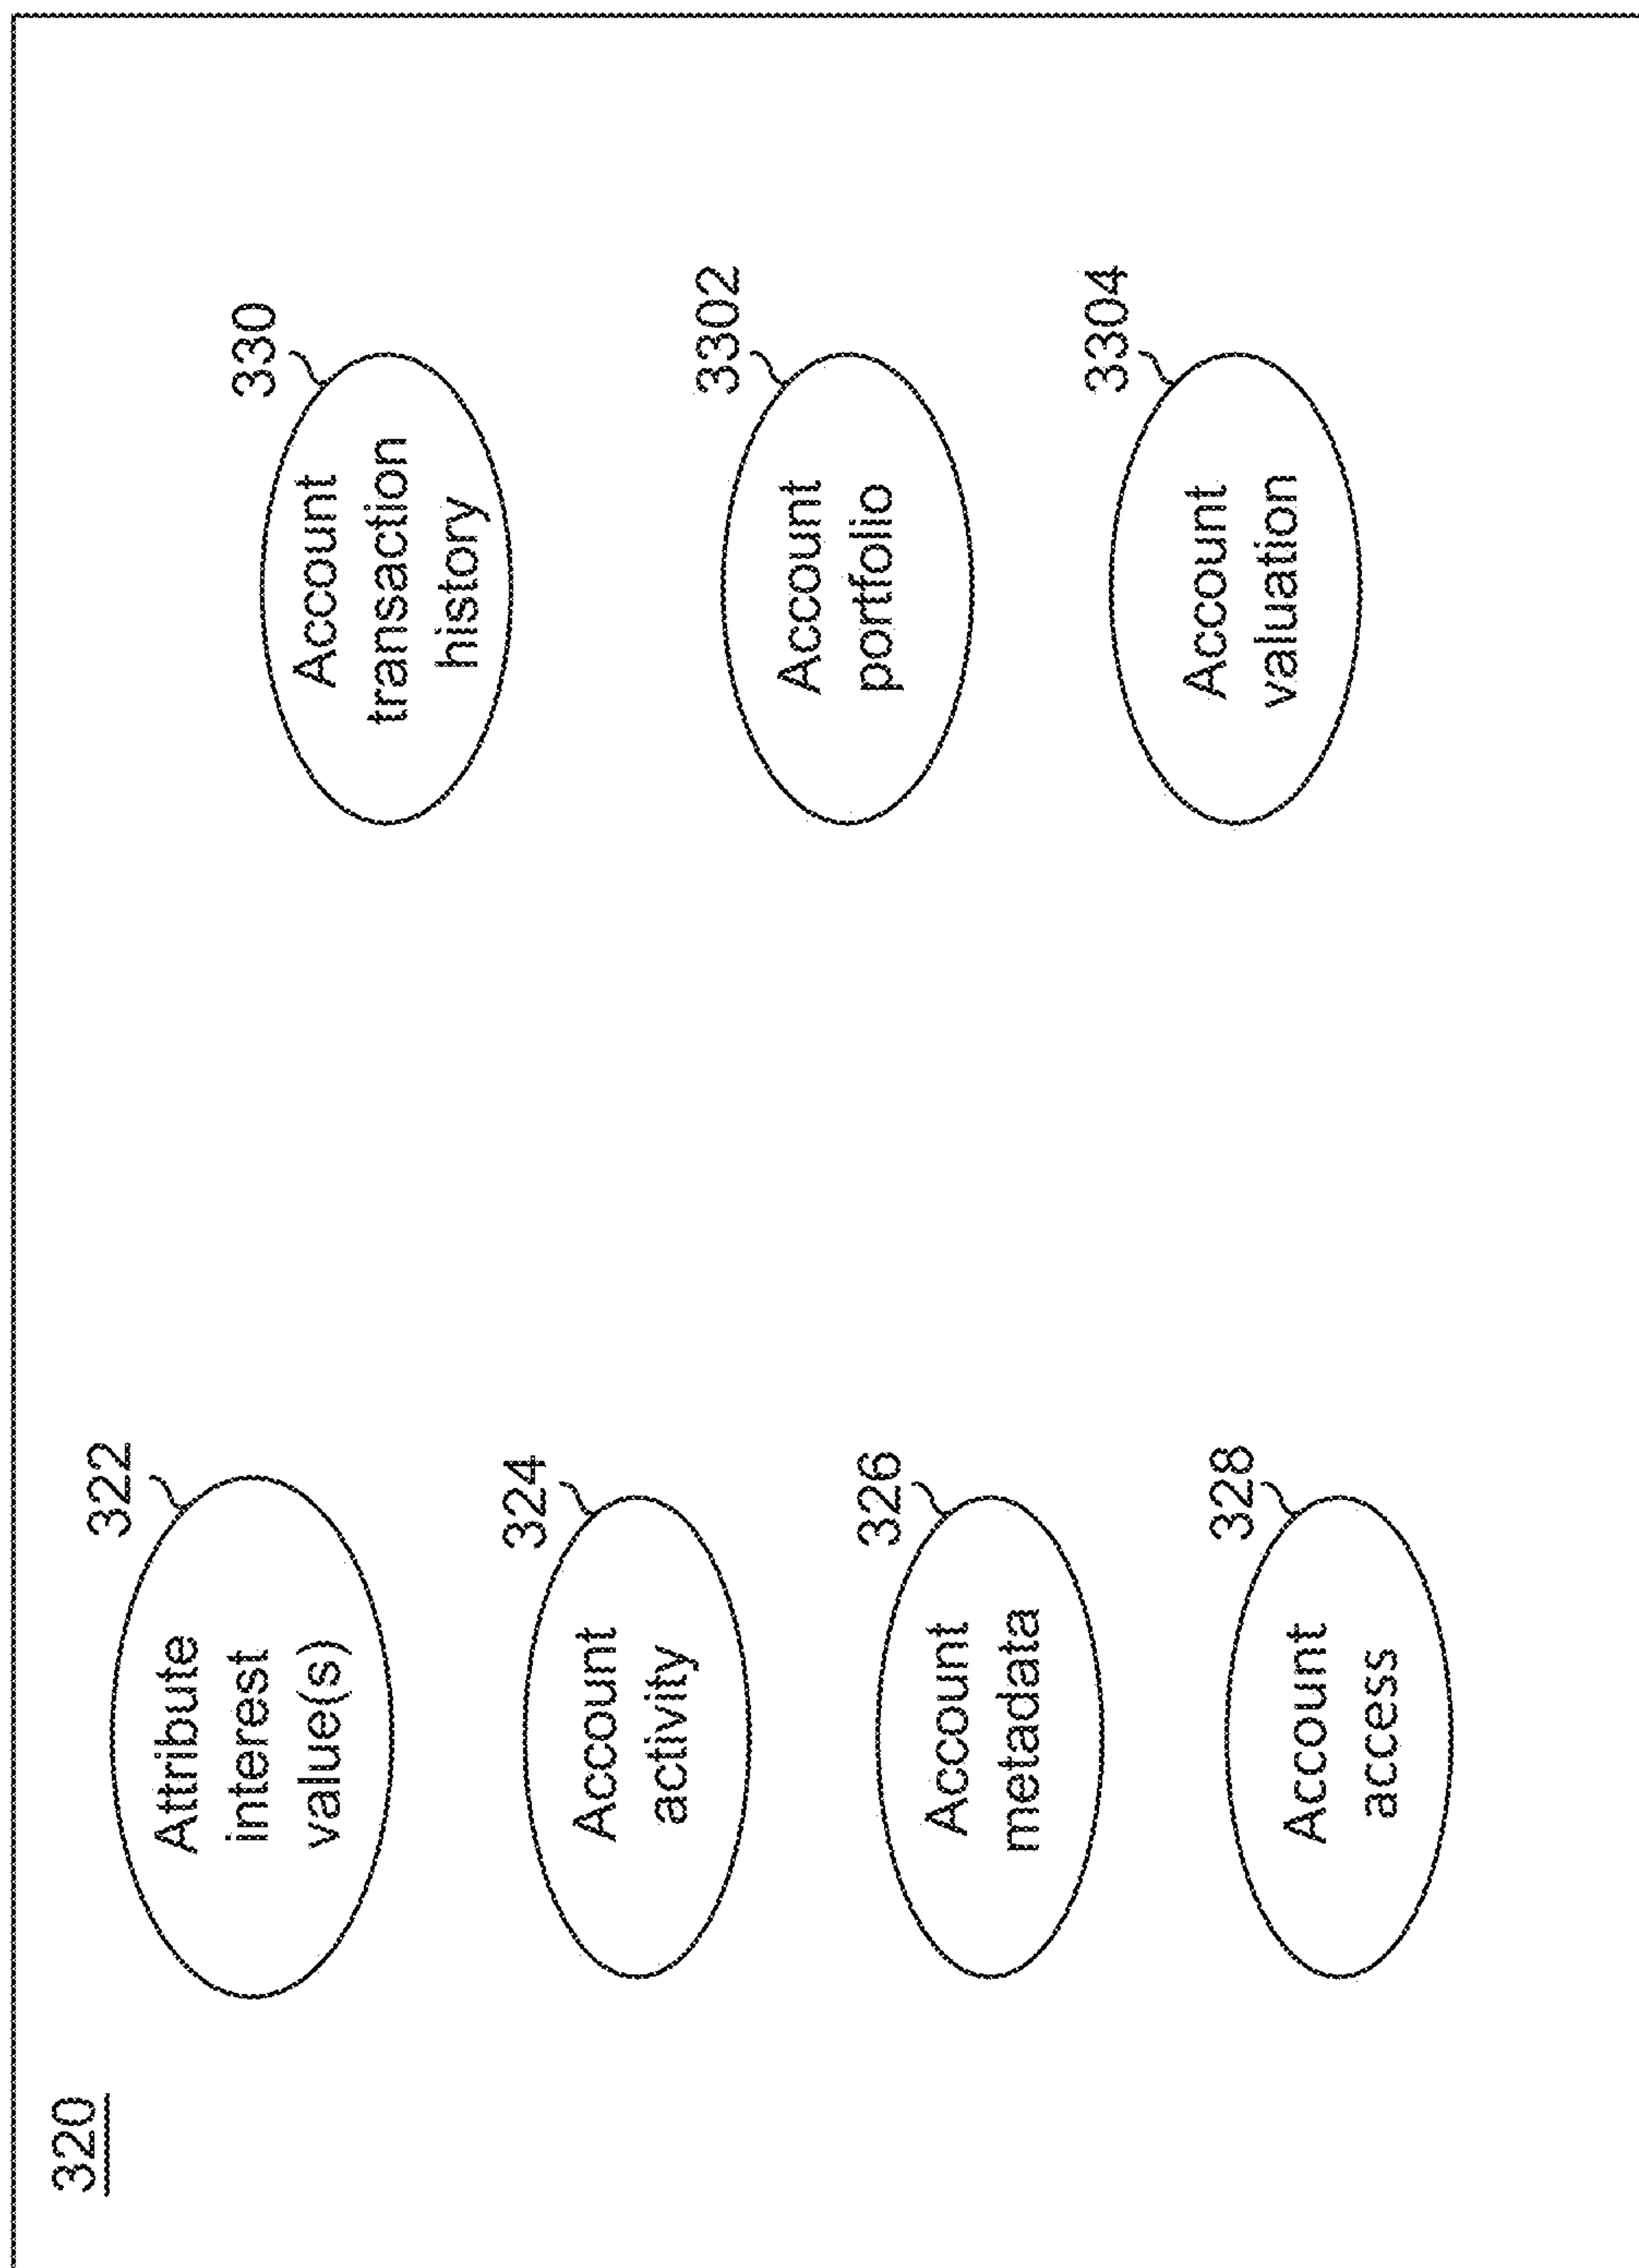 320
322
Attribute
interest
value(s)
324
Account
activity
326
Account
metadata
328
Account
access
330
Account
transaction
history
3302
Account
portfolio
3304
Account
valuation